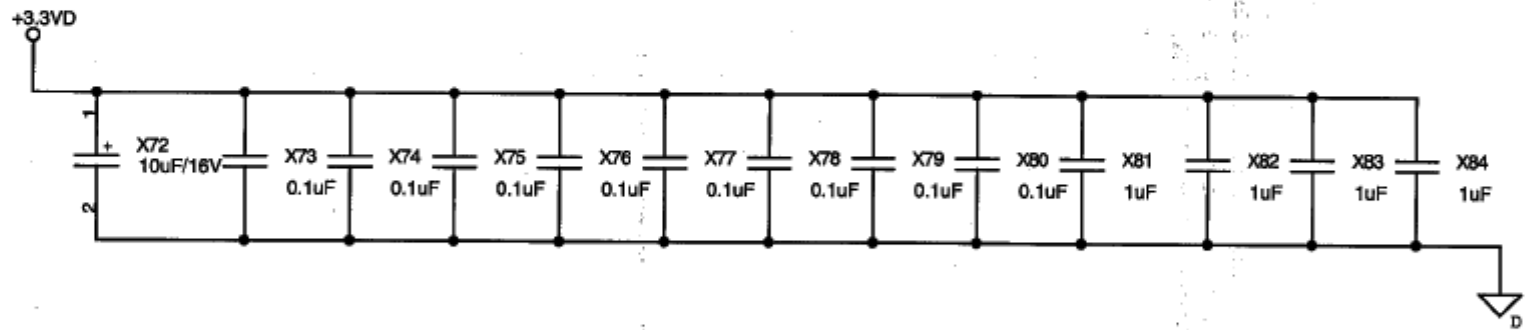 +3.3VD
1
+
X72
10uF/16V
2
X73
0.1uF
X74
0.1uF
X75
0.1uF
X76
0.1uF
X77
0.1uF
X78
0.1uF
X79
0.1uF
X80
0.1uF
X81
1uF
X82
1uF
X83
1uF
X84
1uF
D